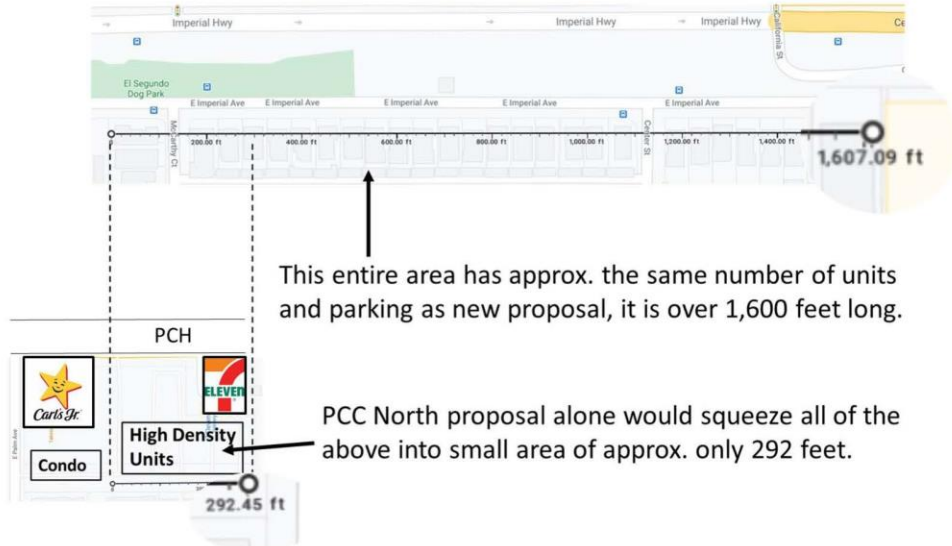 Imperial Hwy
Imperial Hwy
Imperial Hwy
Ce
California St
El Segundo
Dog Park
E Imperial Ave
E Imperial Ave
E Imperial Ave
E Imperial Ave
E Imperial Ave
McCarthy Ct
Center St
0
200.00 ft
400.00 ft
600.00 ft
800.00 ft
1,000.00 ft
1,200.00 ft
1,400.00 ft
1,607.09 ft
This entire area has approx. the same number of units
and parking as new proposal, it is over 1,600 feet long.
PCH
Carl's Jr.
ELEVEN
E Palm Ave
Condo
High Density
Units
PCC North proposal alone would squeeze all of the
above into small area of approx. only 292 feet.
292.45 ft